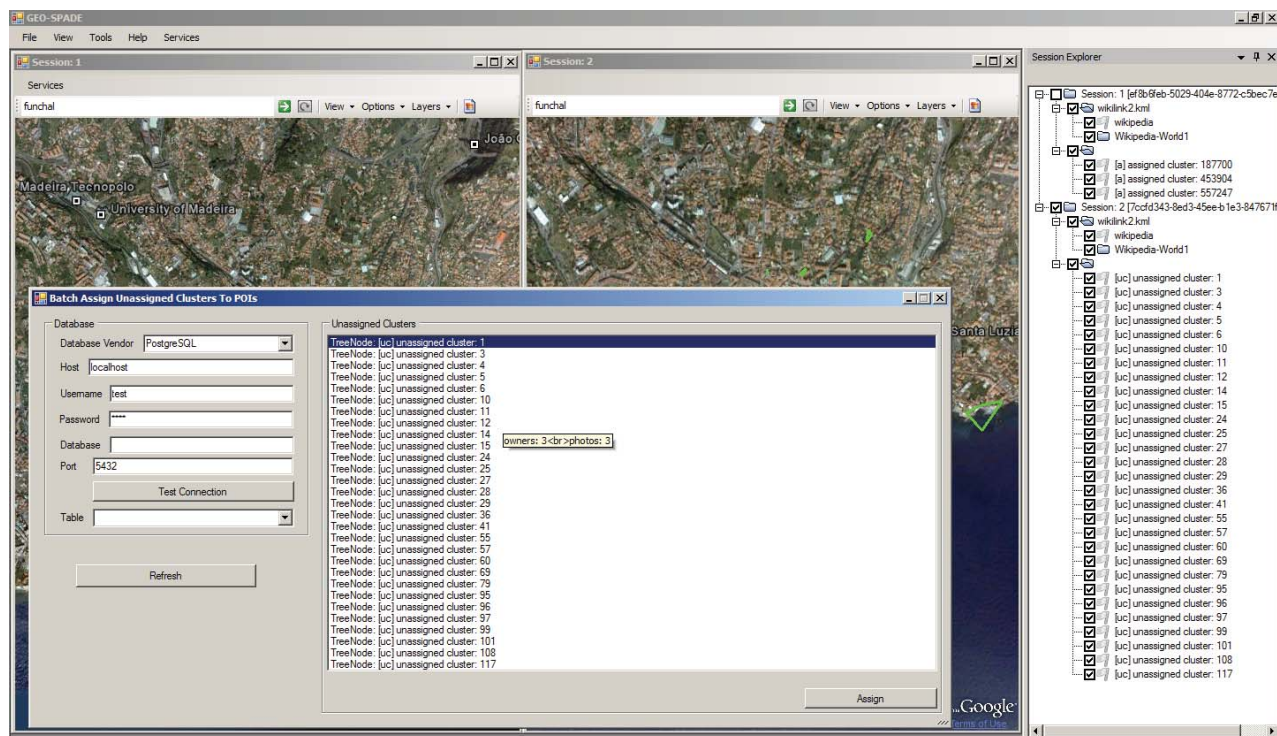 GEO-SPADE
File View Tools Help Services
Session: 1
Services
funchal View Options Layers
João
Madeira Tecnopolo
University of Madeira
Session: 2
funchal View Options Layers
Santa Luzia
...Google
Terms of Use
Batch Assign Unassigned Clusters To POIs
Database
Database Vendor PostgreSQL
Host localhost
Username test
Password ****
Database
Port 5432
Test Connection
Table
Refresh
Unassigned Clusters
TreeNode: [uc] unassigned cluster: 1
TreeNode: [uc] unassigned cluster: 3
TreeNode: [uc] unassigned cluster: 4
TreeNode: [uc] unassigned cluster: 5
TreeNode: [uc] unassigned cluster: 6
TreeNode: [uc] unassigned cluster: 10
TreeNode: [uc] unassigned cluster: 11
TreeNode: [uc] unassigned cluster: 12
TreeNode: [uc] unassigned cluster: 14
TreeNode: [uc] unassigned cluster: 15
owners: 3<br>photos: 3
TreeNode: [uc] unassigned cluster: 24
TreeNode: [uc] unassigned cluster: 25
TreeNode: [uc] unassigned cluster: 27
TreeNode: [uc] unassigned cluster: 28
TreeNode: [uc] unassigned cluster: 29
TreeNode: [uc] unassigned cluster: 36
TreeNode: [uc] unassigned cluster: 41
TreeNode: [uc] unassigned cluster: 55
TreeNode: [uc] unassigned cluster: 57
TreeNode: [uc] unassigned cluster: 60
TreeNode: [uc] unassigned cluster: 69
TreeNode: [uc] unassigned cluster: 79
TreeNode: [uc] unassigned cluster: 95
TreeNode: [uc] unassigned cluster: 96
TreeNode: [uc] unassigned cluster: 97
TreeNode: [uc] unassigned cluster: 99
TreeNode: [uc] unassigned cluster: 101
TreeNode: [uc] unassigned cluster: 108
TreeNode: [uc] unassigned cluster: 117
Assign
Session Explorer
Session: 1 [ef8b6feb-5029-404e-8772-c5bec7e
wikilink2.kml
wikipedia
Wikipedia-World1
[a] assigned cluster: 187700
[a] assigned cluster: 453904
[a] assigned cluster: 557247
Session: 2 [7ccfd343-8ed3-45ee-b1e3-847671f
wikilink2.kml
wikipedia
Wikipedia-World1
[uc] unassigned cluster: 1
[uc] unassigned cluster: 3
[uc] unassigned cluster: 4
[uc] unassigned cluster: 5
[uc] unassigned cluster: 6
[uc] unassigned cluster: 10
[uc] unassigned cluster: 11
[uc] unassigned cluster: 12
[uc] unassigned cluster: 14
[uc] unassigned cluster: 15
[uc] unassigned cluster: 24
[uc] unassigned cluster: 25
[uc] unassigned cluster: 27
[uc] unassigned cluster: 28
[uc] unassigned cluster: 29
[uc] unassigned cluster: 36
[uc] unassigned cluster: 41
[uc] unassigned cluster: 55
[uc] unassigned cluster: 57
[uc] unassigned cluster: 60
[uc] unassigned cluster: 69
[uc] unassigned cluster: 79
[uc] unassigned cluster: 95
[uc] unassigned cluster: 96
[uc] unassigned cluster: 97
[uc] unassigned cluster: 99
[uc] unassigned cluster: 101
[uc] unassigned cluster: 108
[uc] unassigned cluster: 117